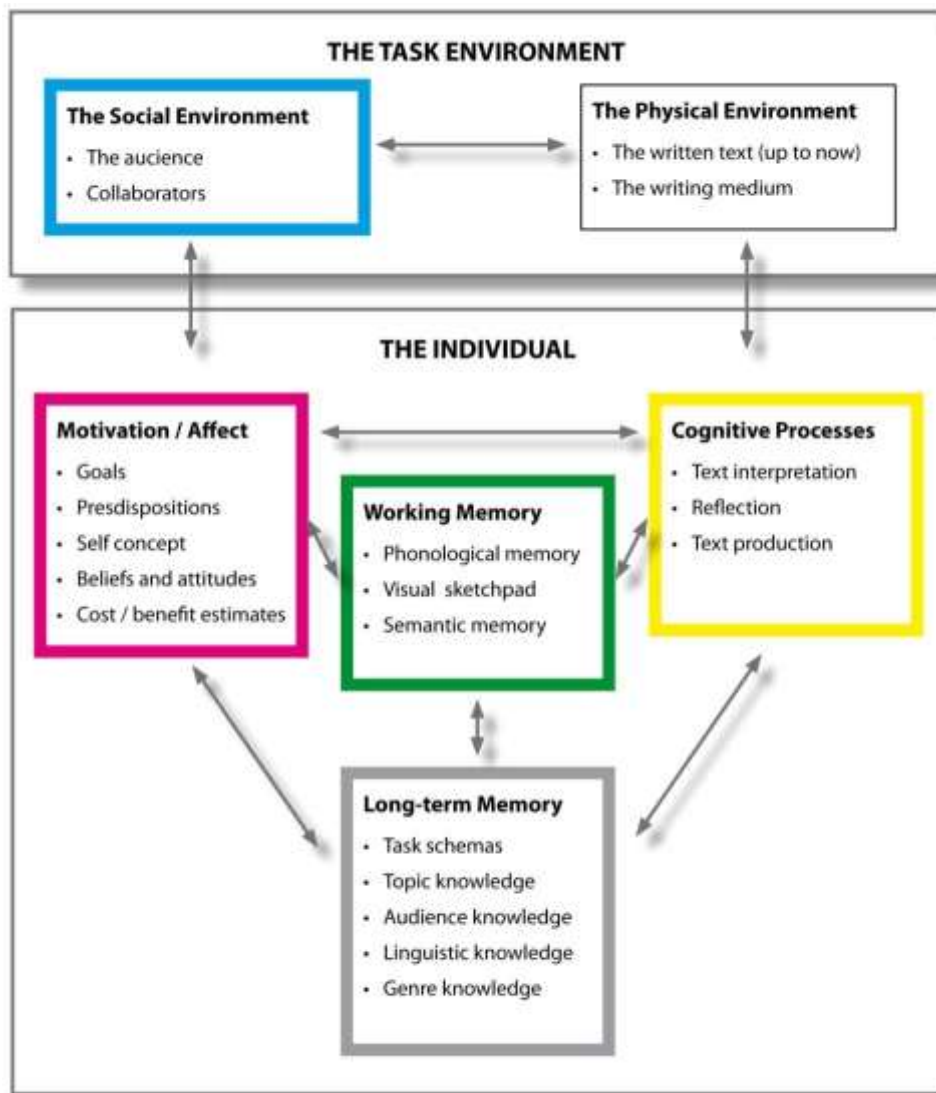 THE TASK ENVIRONMENT
The Social Environment
• The aucience
• Collaborators
The Physical Environment
• The written text (up to now)
• The writing medium
THE INDIVIDUAL
Motivation / Affect
• Goals
• Presdispositions
• Self concept
• Beliefs and attitudes
• Cost / benefit estimates
Working Memory
• Phonological memory
• Visual sketchpad
• Semantic memory
Cognitive Processes
• Text interpretation
• Reflection
• Text production
Long-term Memory
• Task schemas
• Topic knowledge
• Audience knowledge
• Linguistic knowledge
• Genre knowledge